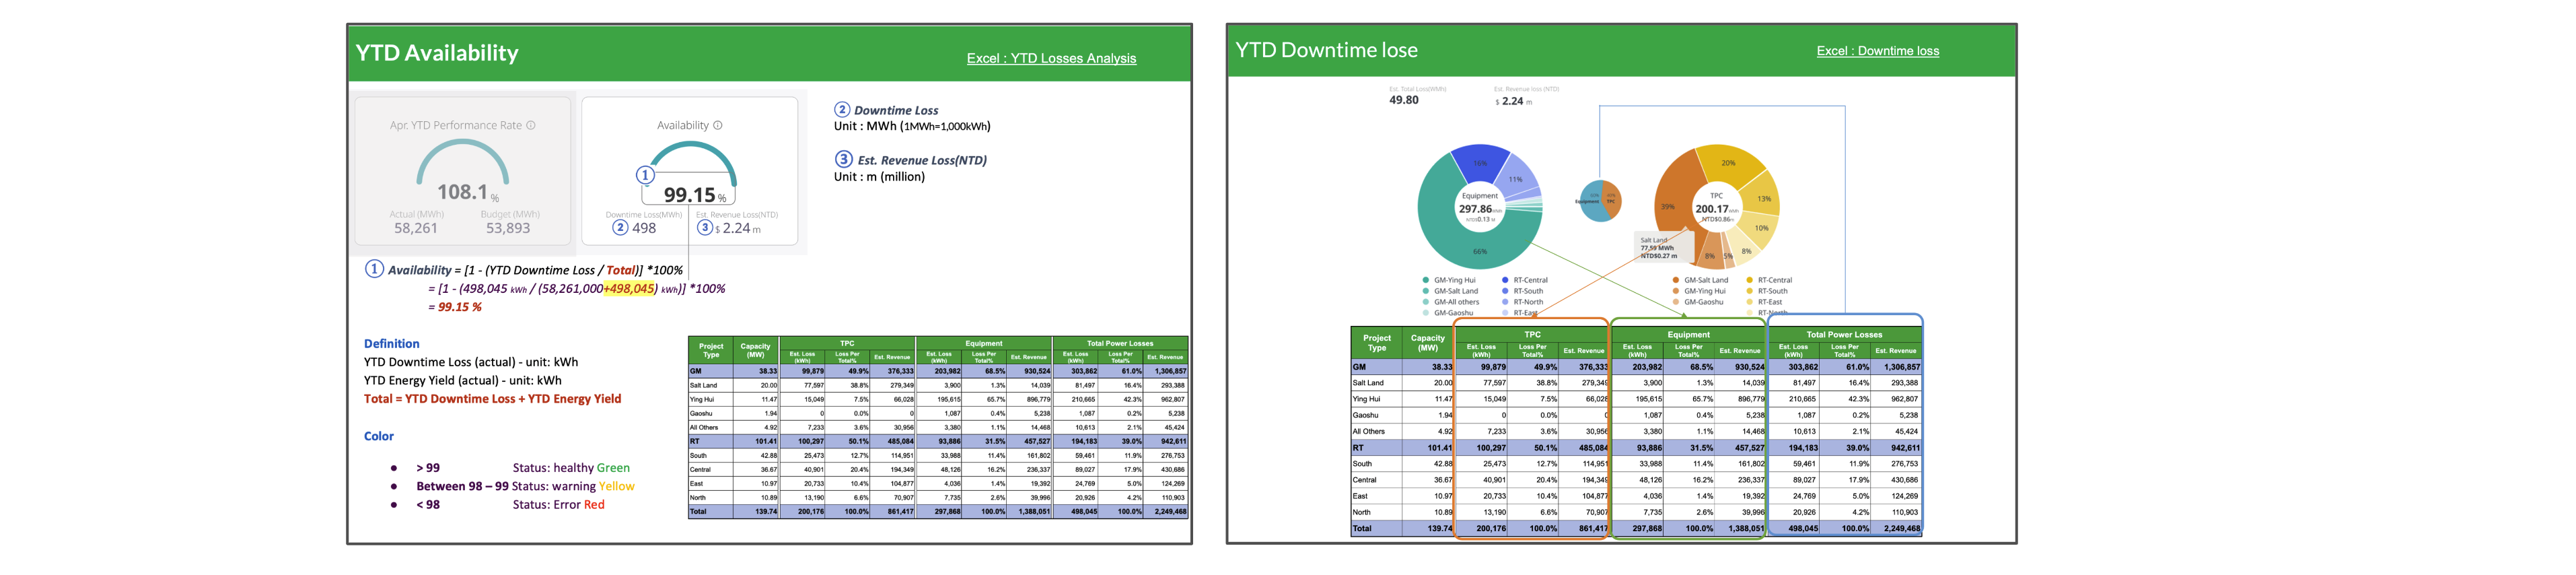 YTD Availability
Excel : YTD Losses Analysis
Apr. YTD Performance Rate ⓘ
108.1 %
Actual (MWh) Budget (MWh)
58,261 53,893
Availability ⓘ
1
99.15 %
Downtime Loss(MWh) Est. Revenue Loss(NTD)
2 498 3 $ 2.24 m
2 Downtime Loss
Unit : MWh (1MWh=1,000kWh)
3 Est. Revenue Loss(NTD)
Unit : m (million)
1 Availability = [1 - (YTD Downtime Loss / Total)] *100%
= [1 - (498,045 kWh / (58,261,000+498,045) kWh)] *100%
= 99.15 %
Definition
YTD Downtime Loss (actual) - unit: kWh
YTD Energy Yield (actual) - unit: kWh
Total = YTD Downtime Loss + YTD Energy Yield
Color
● > 99 Status: healthy Green
● Between 98 – 99 Status: warning Yellow
● < 98 Status: Error Red
Project Type Capacity (MW) TPC Equipment Total Power Losses
Est. Loss (kWh) Loss Per Total% Est. Revenue Est. Loss (kWh) Loss Per Total% Est. Revenue Est. Loss (kWh) Loss Per Total% Est. Revenue
GM 38.33 99,879 49.9% 376,333 203,982 68.5% 930,524 303,862 61.0% 1,306,857
Salt Land 20.00 77,597 38.8% 279,349 3,900 1.3% 14,039 81,497 16.4% 293,388
Ying Hui 11.47 15,049 7.5% 66,028 195,615 65.7% 896,779 210,665 42.3% 962,807
Gaoshu 1.94 0 0.0% 0 1,087 0.4% 5,238 1,087 0.2% 5,238
All Others 4.92 7,233 3.6% 30,956 3,380 1.1% 14,468 10,613 2.1% 45,424
RT 101.41 100,297 50.1% 485,084 93,886 31.5% 457,527 194,183 39.0% 942,611
South 42.88 25,473 12.7% 114,951 33,988 11.4% 161,802 59,461 11.9% 276,753
Central 36.67 40,901 20.4% 194,349 48,126 16.2% 236,337 89,027 17.9% 430,686
East 10.97 20,733 10.4% 104,877 4,036 1.4% 19,392 24,769 5.0% 124,269
North 10.89 13,190 6.6% 70,907 7,735 2.6% 39,996 20,926 4.2% 110,903
Total 139.74 200,176 100.0% 861,417 297,868 100.0% 1,388,051 498,045 100.0% 2,249,468
YTD Downtime lose
Excel : Downtime loss
Est. Total Loss(MWh) Est. Revenue loss (NTD)
49.80 $ 2.24 m
16%
11%
Equipment
297.86
NTD$0.13 M
66%
Equipment TPC
20%
13%
10%
8%
5%
8%
39%
TPC
200.17
NTD$0.86
Salt Land
77.59 MWh
NTD$0.27 m
GM-Ying Hui RT-Central
GM-Salt Land RT-South
GM-All others RT-North
GM-Gaoshu RT-East
GM-Salt Land RT-Central
GM-Ying Hui RT-South
GM-Gaoshu RT-East
RT-North
Project Type Capacity (MW) TPC Equipment Total Power Losses
Est. Loss (kWh) Loss Per Total% Est. Revenue Est. Loss (kWh) Loss Per Total% Est. Revenue Est. Loss (kWh) Loss Per Total% Est. Revenue
GM 38.33 99,879 49.9% 376,333 203,982 68.5% 930,524 303,862 61.0% 1,306,857
Salt Land 20.00 77,597 38.8% 279,349 3,900 1.3% 14,039 81,497 16.4% 293,388
Ying Hui 11.47 15,049 7.5% 66,028 195,615 65.7% 896,779 210,665 42.3% 962,807
Gaoshu 1.94 0 0.0% 0 1,087 0.4% 5,238 1,087 0.2% 5,238
All Others 4.92 7,233 3.6% 30,956 3,380 1.1% 14,468 10,613 2.1% 45,424
RT 101.41 100,297 50.1% 485,084 93,886 31.5% 457,527 194,183 39.0% 942,611
South 42.88 25,473 12.7% 114,951 33,988 11.4% 161,802 59,461 11.9% 276,753
Central 36.67 40,901 20.4% 194,349 48,126 16.2% 236,337 89,027 17.9% 430,686
East 10.97 20,733 10.4% 104,877 4,036 1.4% 19,392 24,769 5.0% 124,269
North 10.89 13,190 6.6% 70,907 7,735 2.6% 39,996 20,926 4.2% 110,903
Total 139.74 200,176 100.0% 861,417 297,868 100.0% 1,388,051 498,045 100.0% 2,249,468